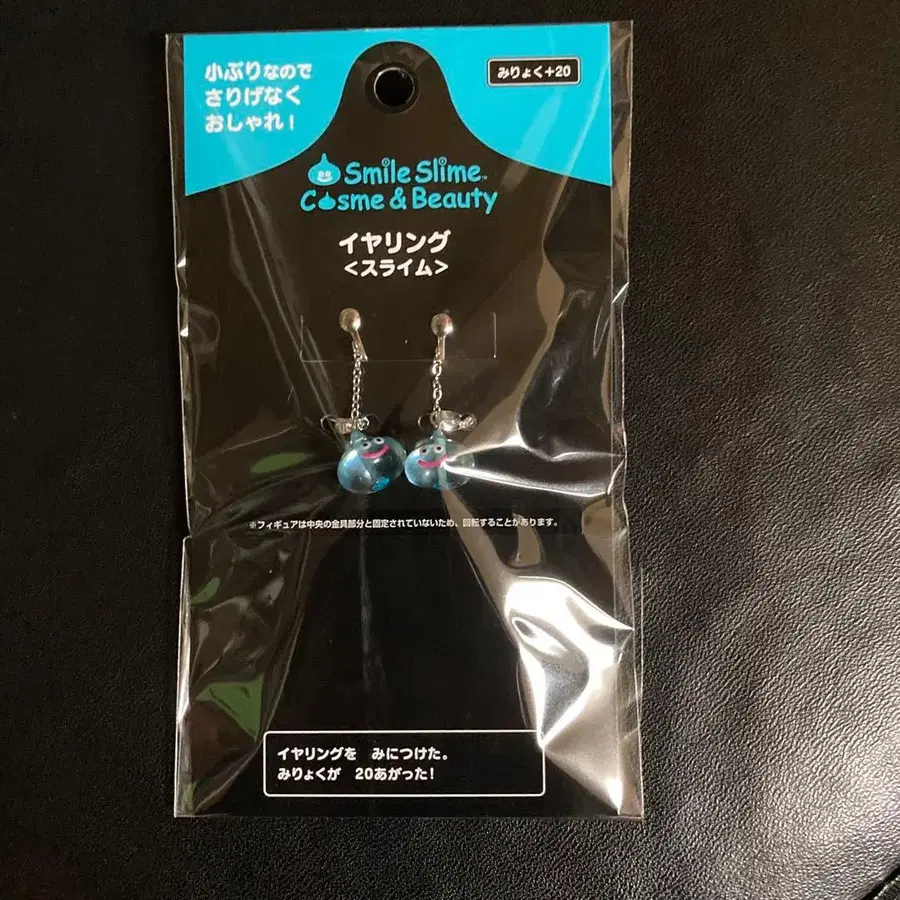 小ぶりなので
さりげなく
おしゃれ！
みりょく+20
Smile Slime™
Cosme & Beauty
イヤリング
<スライム>
※フィギュアは中央の金具部分と固定されていないため、回転することがあります。
イヤリングを　みにつけた。
みりょくが　20あがった！